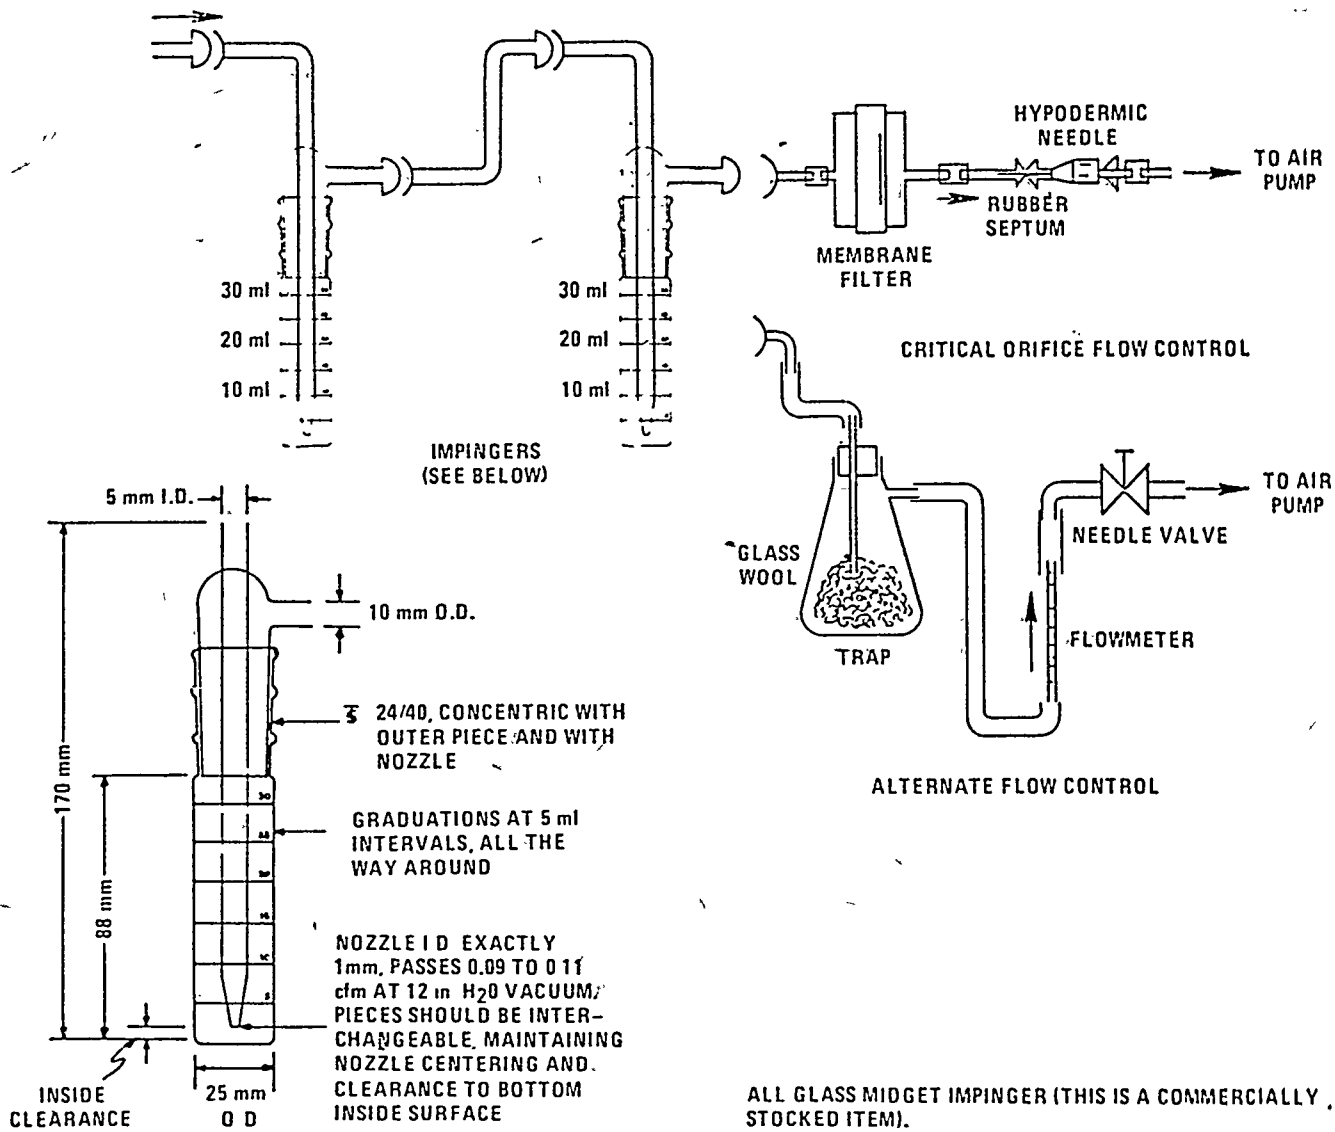 HYPODERMIC
NEEDLE
TO AIR
PUMP
RUBBER
SEPTUM
MEMBRANE
FILTER
30 ml
20 ml
10 ml
30 ml
20 ml
10 ml
CRITICAL ORIFICE FLOW CONTROL
IMPINGERS
(SEE BELOW)
5 mm I.D.
TO AIR
PUMP
NEEDLE VALVE
GLASS
WOOL
10 mm O.D.
FLOWMETER
TRAP
24/40, CONCENTRIC WITH
OUTER PIECE AND WITH
NOZZLE
170 mm
ALTERNATE FLOW CONTROL
GRADUATIONS AT 5 ml
INTERVALS, ALL THE
WAY AROUND
88 mm
NOZZLE I D EXACTLY
1mm, PASSES 0.09 TO 0 11
cfm AT 12 in H2O VACUUM,
PIECES SHOULD BE INTER-
CHANGEABLE, MAINTAINING
NOZZLE CENTERING AND
CLEARANCE TO BOTTOM
INSIDE SURFACE
INSIDE
CLEARANCE
25 mm
O D
ALL GLASS MIDGET IMPINGER (THIS IS A COMMERCIALLY
STOCKED ITEM).